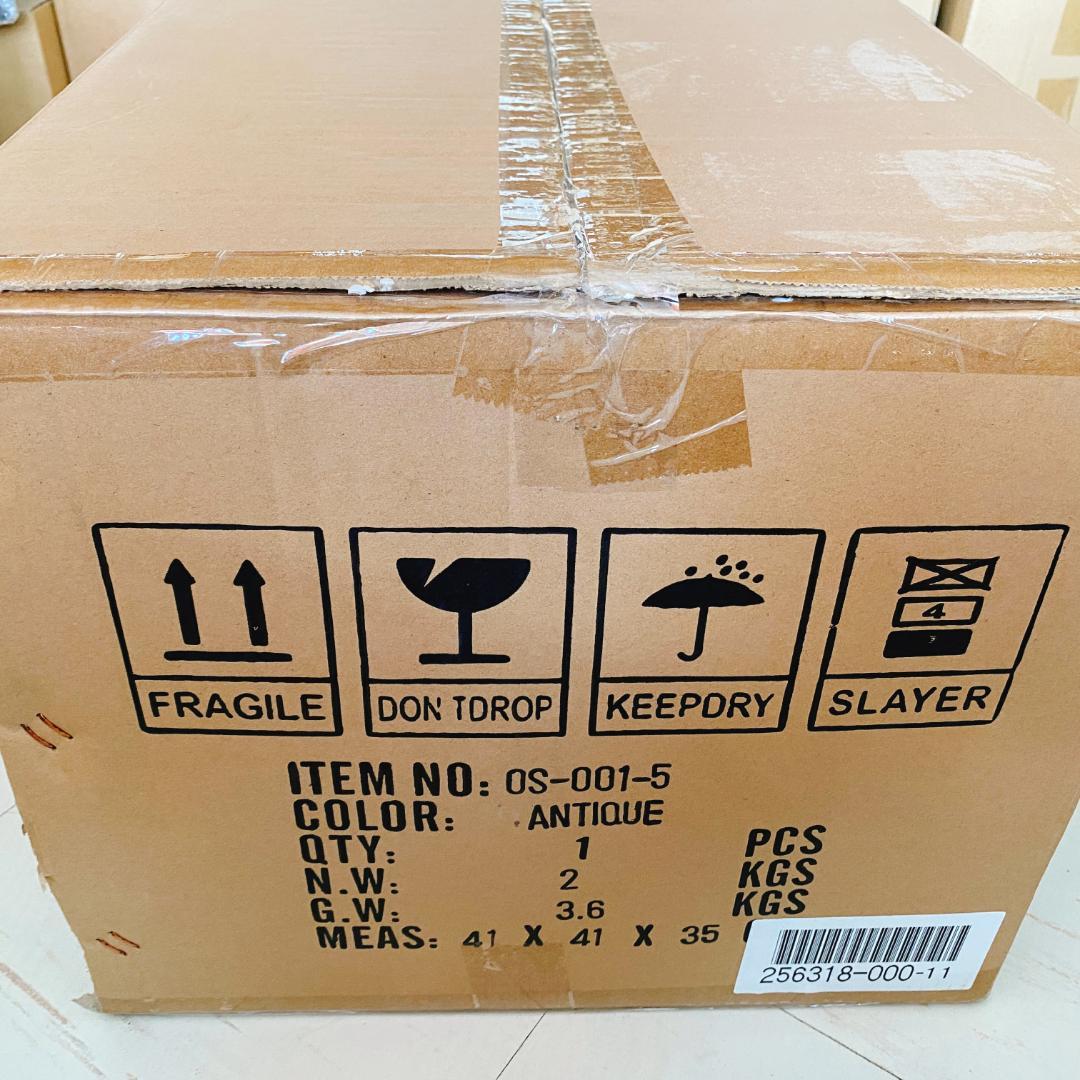 4
FRAGILE
DON TDROP
KEEPDRY
SLAYER
ITEM NO: OS-001-5
COLOR: ANTIQUE
QTY: 1 PCS
N.W: 2 KGS
G.W: 3.6 KGS
MEAS: 41 X 41 X 35
256318-000-11